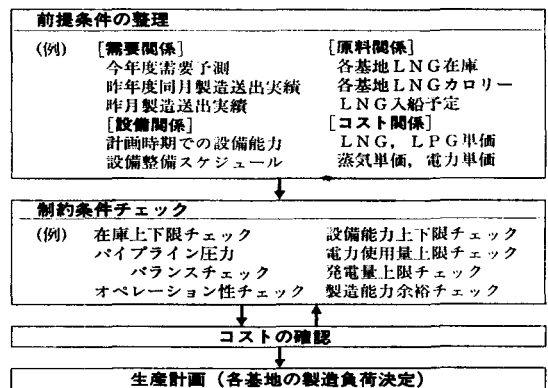 前提条件の整理
(例) [需要関係] [原料関係]
今年度需要予測 各基地LNG在庫
昨年度同月製造送出実績 各基地LNGカロリー
昨月製造送出実績 LNG入船予定
[設備関係] [コスト関係]
計画時期での設備能力 LNG, LPG単価
設備整備スケジュール 蒸気単価, 電力単価
制約条件チェック
(例) 在庫上下限チェック 設備能力上下限チェック
パイプライン圧力 電力使用量上限チェック
バランスチェック 発電量上限チェック
オペレーション性チェック 製造能力余裕チェック
コストの確認
生産計画 (各基地の製造負荷決定)